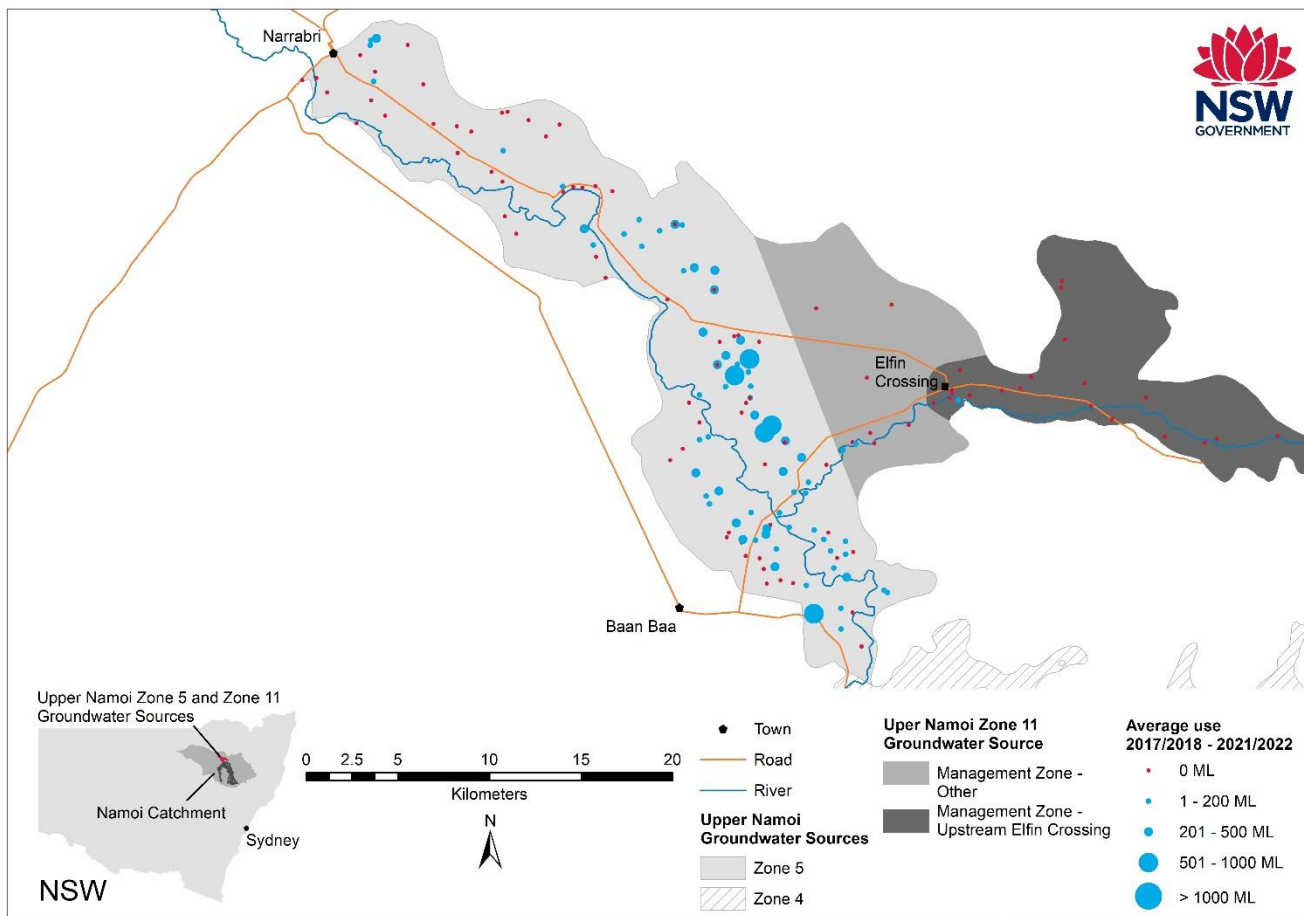 Narrabri
NSW
GOVERNMENT
Elfin
Crossing
Baan Baa
Upper Namoi Zone 5 and Zone 11
Groundwater Sources
Namoi Catchment
Sydney
NSW
0 2.5 5 10 15 20
Kilometers
N
Town
Road
River
Upper Namoi
Groundwater Sources
Zone 5
Zone 4
Uper Namoi Zone 11
Groundwater Source
Management Zone -
Other
Management Zone -
Upstream Elfin Crossing
Average use
2017/2018 - 2021/2022
0 ML
1 - 200 ML
201 - 500 ML
501 - 1000 ML
> 1000 ML